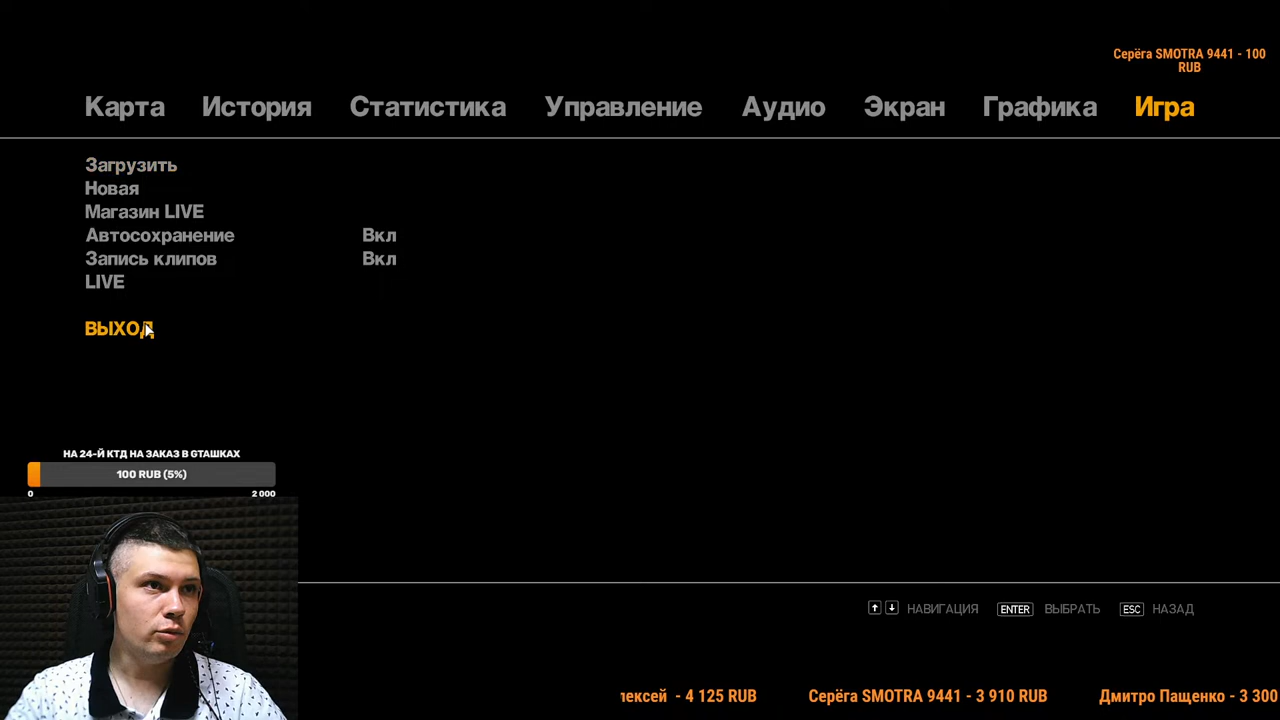 Серёга SMOTRA 9441 - 100
RUB
Карта История Статистика Управление Аудио Экран Графика Игра
Загрузить
Новая
Магазин LIVE
Автосохранение Вкл
Запись клипов Вкл
LIVE
ВЫХОД
НА 24-Й КТД НА ЗАКАЗ В GТАШКАХ
100 RUB (5%)
0 2 000
НАВИГАЦИЯ ENTER ВЫБРАТЬ ESC НАЗАД
лексей - 4 125 RUB Серёга SMOTRA 9441 - 3 910 RUB Дмитро Пащенко - 3 300